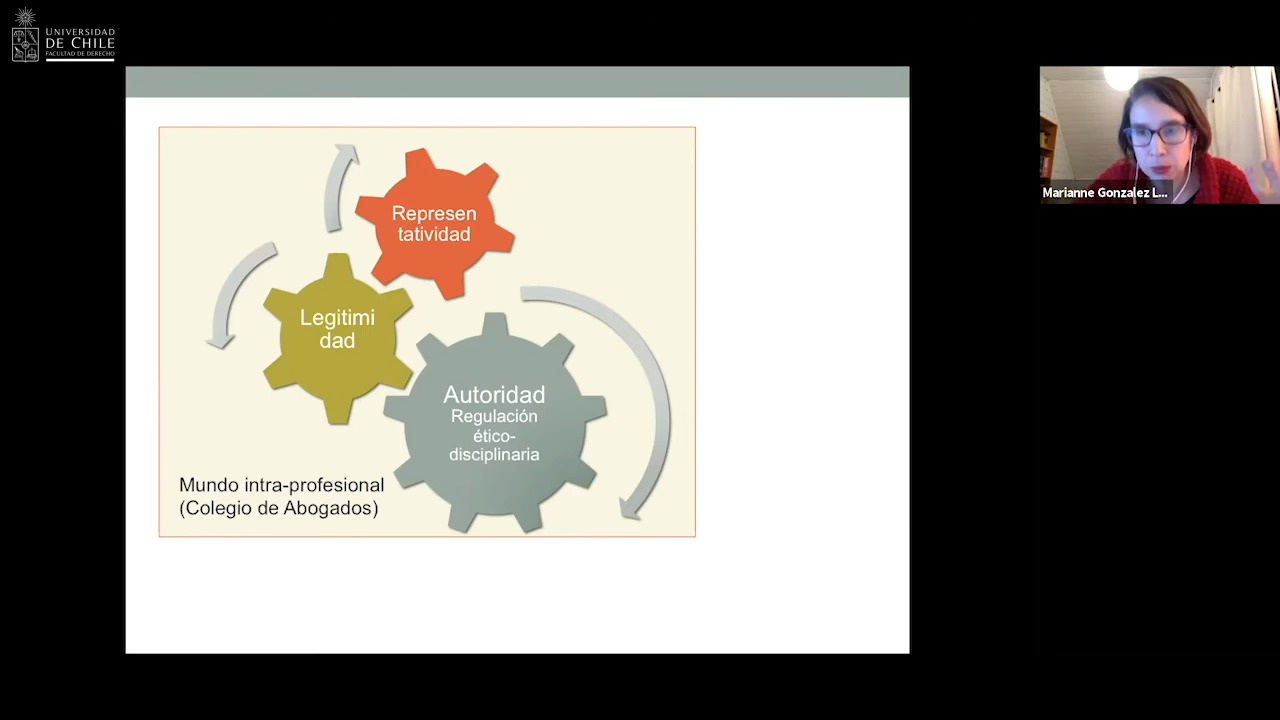 UNIVERSIDAD
DE CHILE
FACULTAD DE DERECHO
Represen
tatividad
Legitimi
dad
Autoridad
Regulación
ético-
disciplinaria
Mundo intra-profesional
(Colegio de Abogados)
Marianne Gonzalez L...